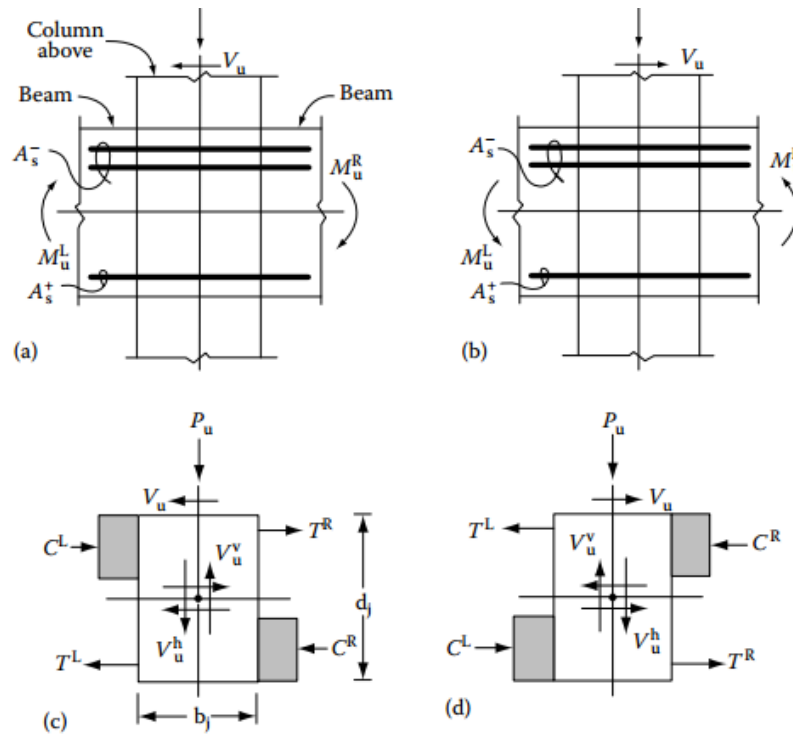 Column
above
V_u
Beam
Beam
A_s^-
M_u^R
M_u^L
A_s^+
(a)
V_u
A_s^-
M_u^L
A_s^+
(b)
P_u
V_u
T^R
C^L
V_u^v
d_j
V_u^h
T^L
C^R
b_j
(c)
P_u
V_u
T^L
C^R
V_u^v
C^L
V_u^h
T^R
(d)